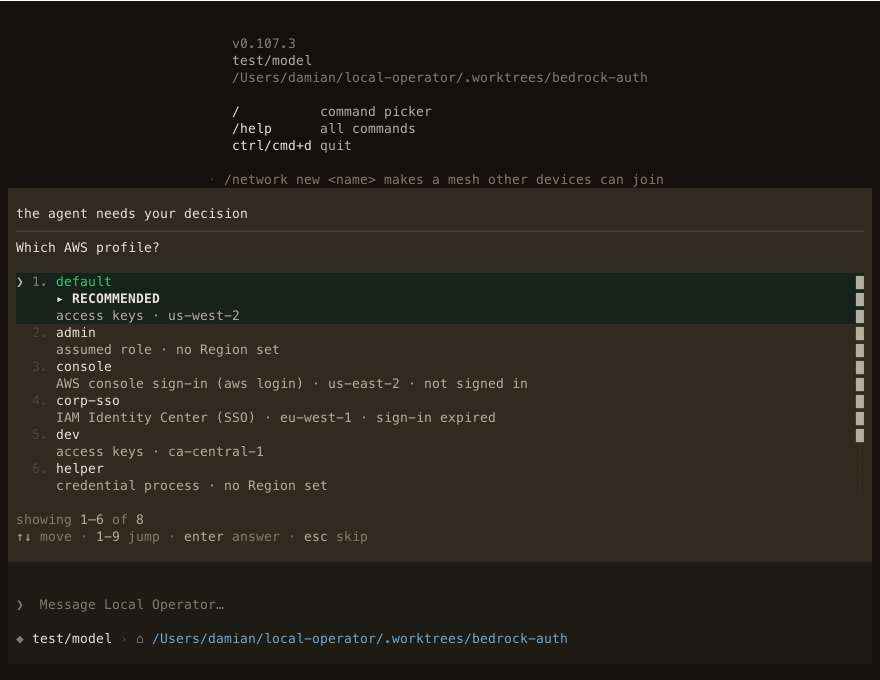 v0.107.3
test/model
/Users/damian/local-operator/.worktrees/bedrock-auth
/ command picker
/help all commands
ctrl/cmd+d quit
· /network new <name> makes a mesh other devices can join
the agent needs your decision
Which AWS profile?
❯ 1. default
▸ RECOMMENDED
access keys · us-west-2
2. admin
assumed role · no Region set
3. console
AWS console sign-in (aws login) · us-east-2 · not signed in
4. corp-sso
IAM Identity Center (SSO) · eu-west-1 · sign-in expired
5. dev
access keys · ca-central-1
6. helper
credential process · no Region set
showing 1–6 of 8
↑↓ move · 1-9 jump · enter answer · esc skip
❯ Message Local Operator…
◆ test/model › ⌂ /Users/damian/local-operator/.worktrees/bedrock-auth